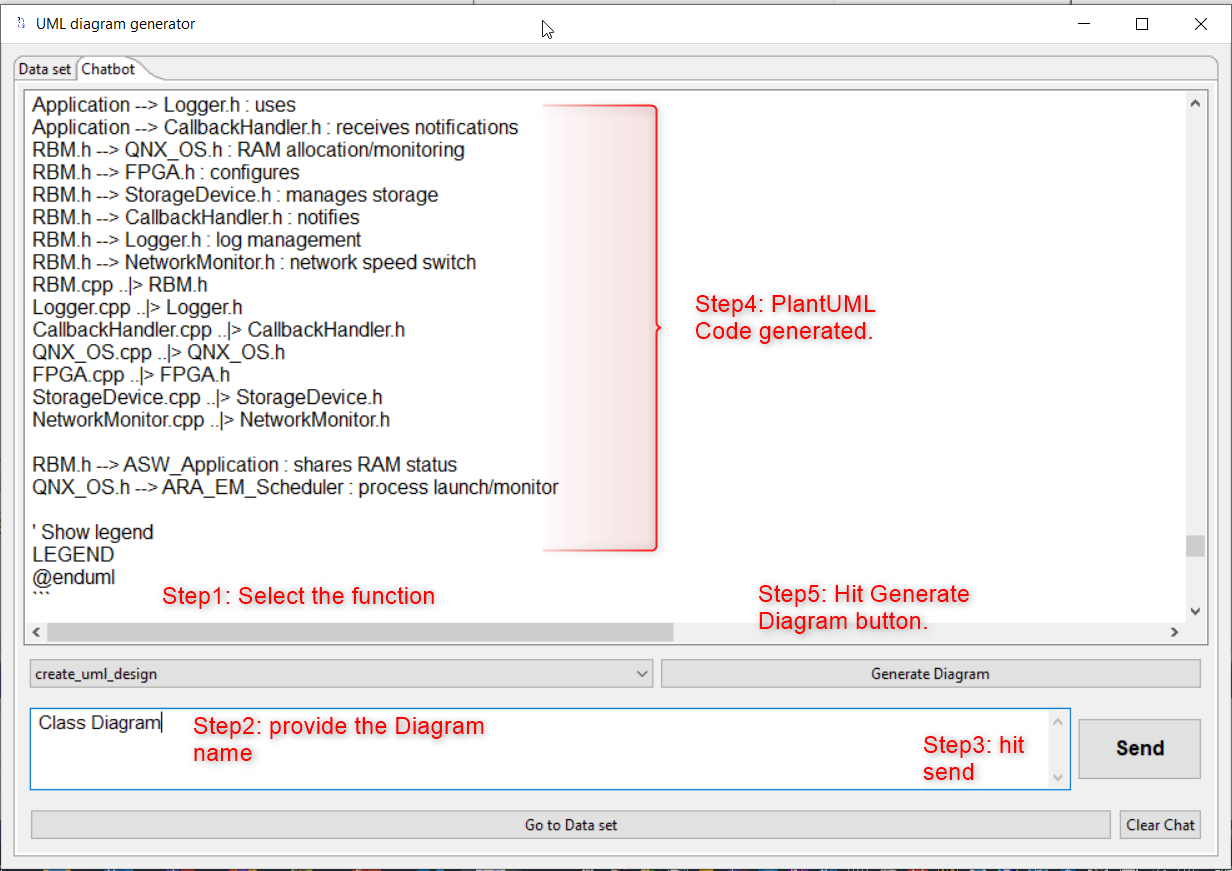 UML diagram generator
Data set
Chatbot
Application --> Logger.h : uses
Application --> CallbackHandler.h : receives notifications
RBM.h --> QNX_OS.h : RAM allocation/monitoring
RBM.h --> FPGA.h : configures
RBM.h --> StorageDevice.h : manages storage
RBM.h --> CallbackHandler.h : notifies
RBM.h --> Logger.h : log management
RBM.h --> NetworkMonitor.h : network speed switch
RBM.cpp ..|> RBM.h
Logger.cpp ..|> Logger.h
CallbackHandler.cpp ..|> CallbackHandler.h
QNX_OS.cpp ..|> QNX_OS.h
FPGA.cpp ..|> FPGA.h
StorageDevice.cpp ..|> StorageDevice.h
NetworkMonitor.cpp ..|> NetworkMonitor.h
RBM.h --> ASW_Application : shares RAM status
QNX_OS.h --> ARA_EM_Scheduler : process launch/monitor
' Show legend
LEGEND
@enduml
```
Step4: PlantUML
Code generated.
Step1: Select the function
Step5: Hit Generate
Diagram button.
create_uml_design
Generate Diagram
Class Diagram
Step2: provide the Diagram
name
Step3: hit
send
Send
Go to Data set
Clear Chat